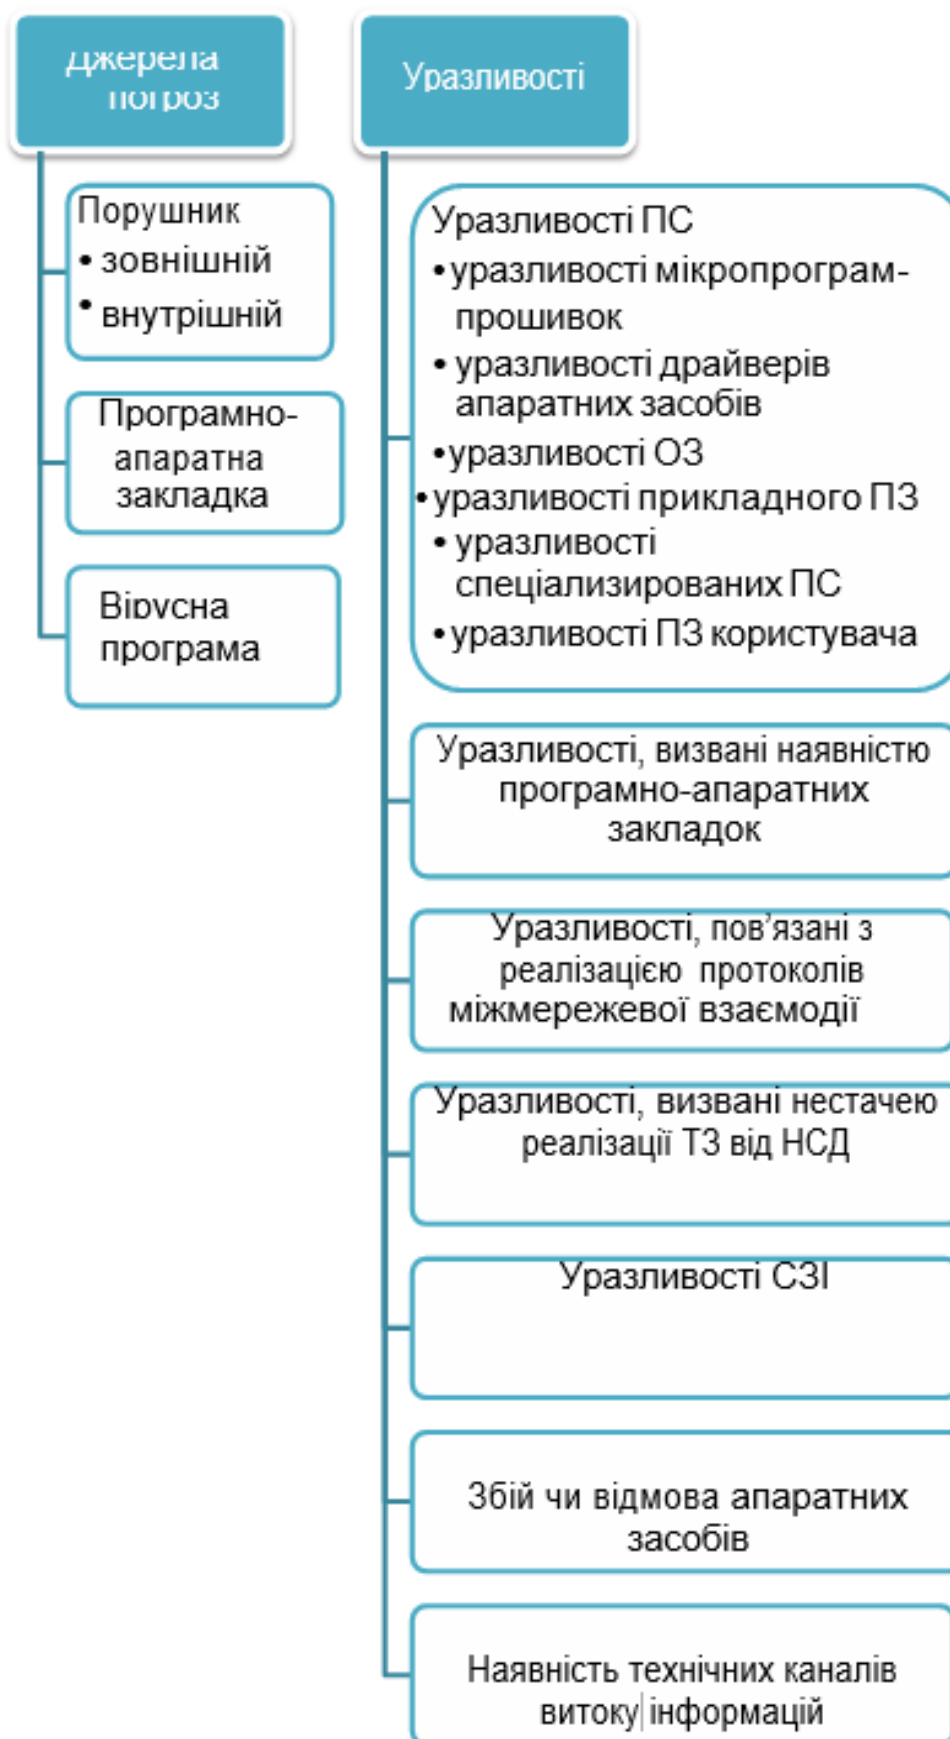 Джерела
погроз
Порушник
• зовнішній
• внутрішній
Програмно-
апаратна
закладка
Вірусна
програма
Уразливості
Уразливості ПС
• уразливості мікропрограм-
прошивок
• уразливості драйверів
апаратних засобів
• уразливості ОЗ
• уразливості прикладного ПЗ
• уразливості
спеціализированих ПС
• уразливості ПЗ користувача
Уразливості, визвані наявністю
програмно-апаратних
закладок
Уразливості, пов’язані з
реалізацією протоколів
міжмережевої взаємодії
Уразливості, визвані нестачею
реалізації ТЗ від НСД
Уразливості СЗІ
Збій чи відмова апаратних
засобів
Наявність технічних каналів
витоку інформацій